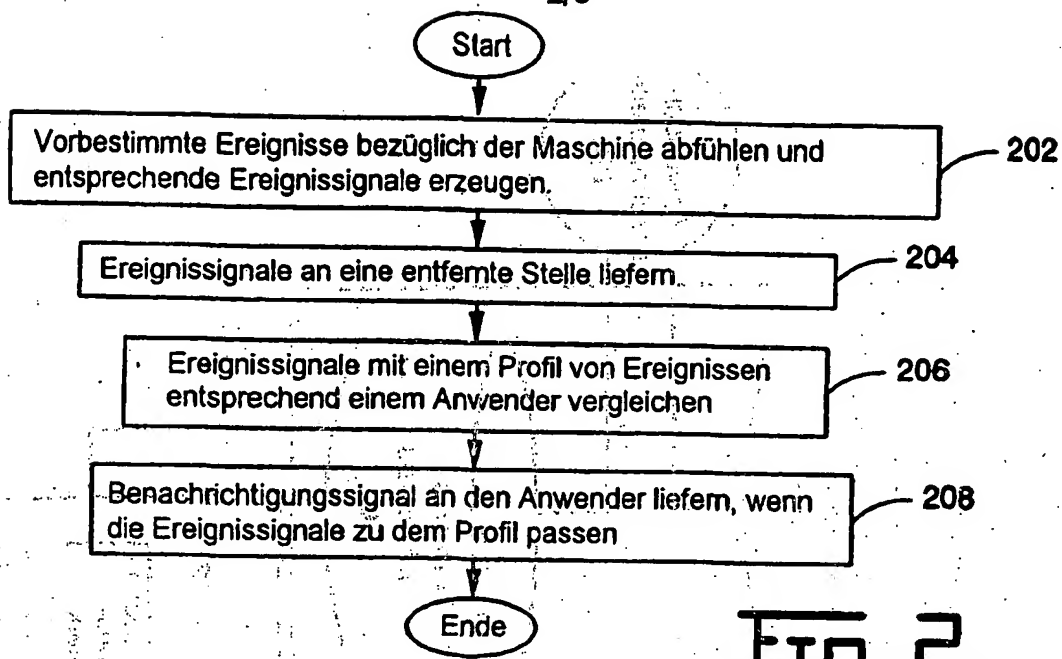 Start
Vorbestimmte Ereignisse bezüglich der Maschine abfühlen und
entsprechende Ereignissignale erzeugen.
202
Ereignissignale an eine entfernte Stelle liefern.
204
Ereignissignale mit einem Profil von Ereignissen
entsprechend einem Anwender vergleichen
206
Benachrichtigungssignal an den Anwender liefern, wenn
die Ereignissignale zu dem Profil passen
208
Ende